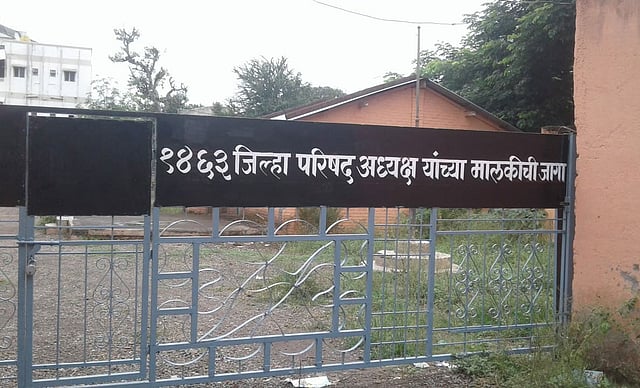 १४६३ जिल्हा परिषद अध्यक्ष यांच्या मालकीची जागा